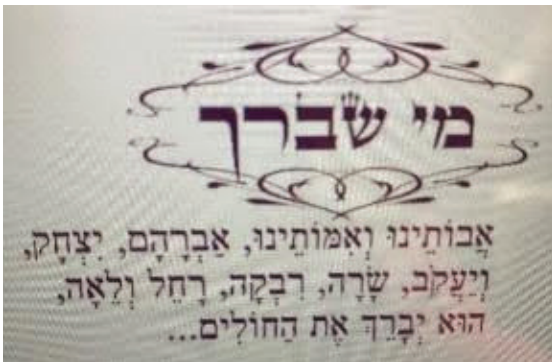 מי שברך
אֲבוֹתֵינוּ וְאִמּוֹתֵינוּ, אַבְרָהָם, יִצְחָק,
וְיַעֲקֹב, שָׂרָה, רִבְקָה, רָחֵל וְלֵאָה,
הוּא יְבָרֵךְ אֶת הַחוֹלִים...